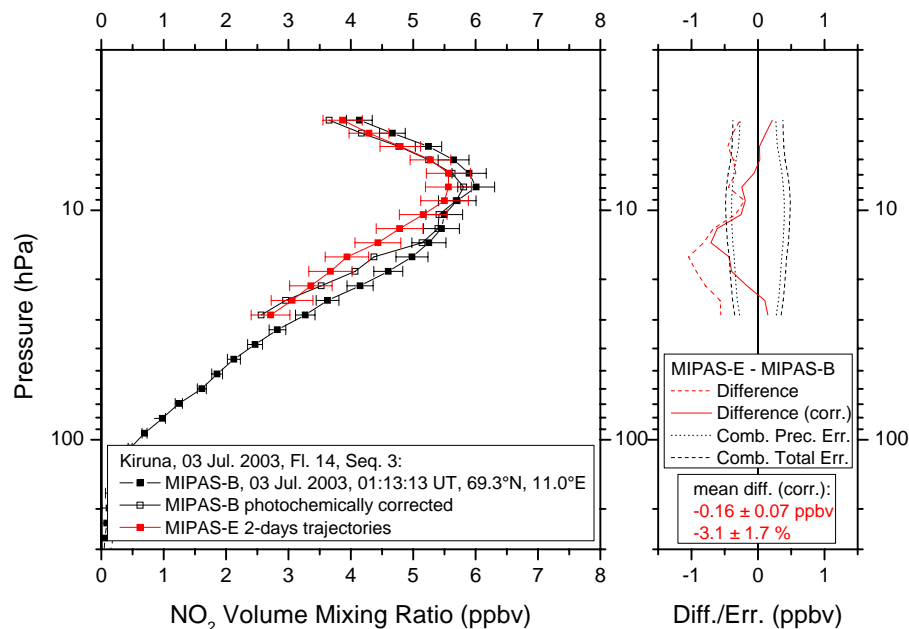 0 1 2 3 4 5 6 7 8
-1 0 1
10
10
100
100
Pressure (hPa)
Kiruna, 03 Jul. 2003, Fl. 14, Seq. 3:
MIPAS-B, 03 Jul. 2003, 01:13:13 UT, 69.3°N, 11.0°E
MIPAS-B photochemically corrected
MIPAS-E 2-days trajectories
MIPAS-E - MIPAS-B
Difference
Difference (corr.)
Comb. Prec. Err.
Comb. Total Err.
mean diff. (corr.):
-0.16 ± 0.07 ppbv
-3.1 ± 1.7 %
0 1 2 3 4 5 6 7 8
-1 0 1
NO₂ Volume Mixing Ratio (ppbv)
Diff./Err. (ppbv)